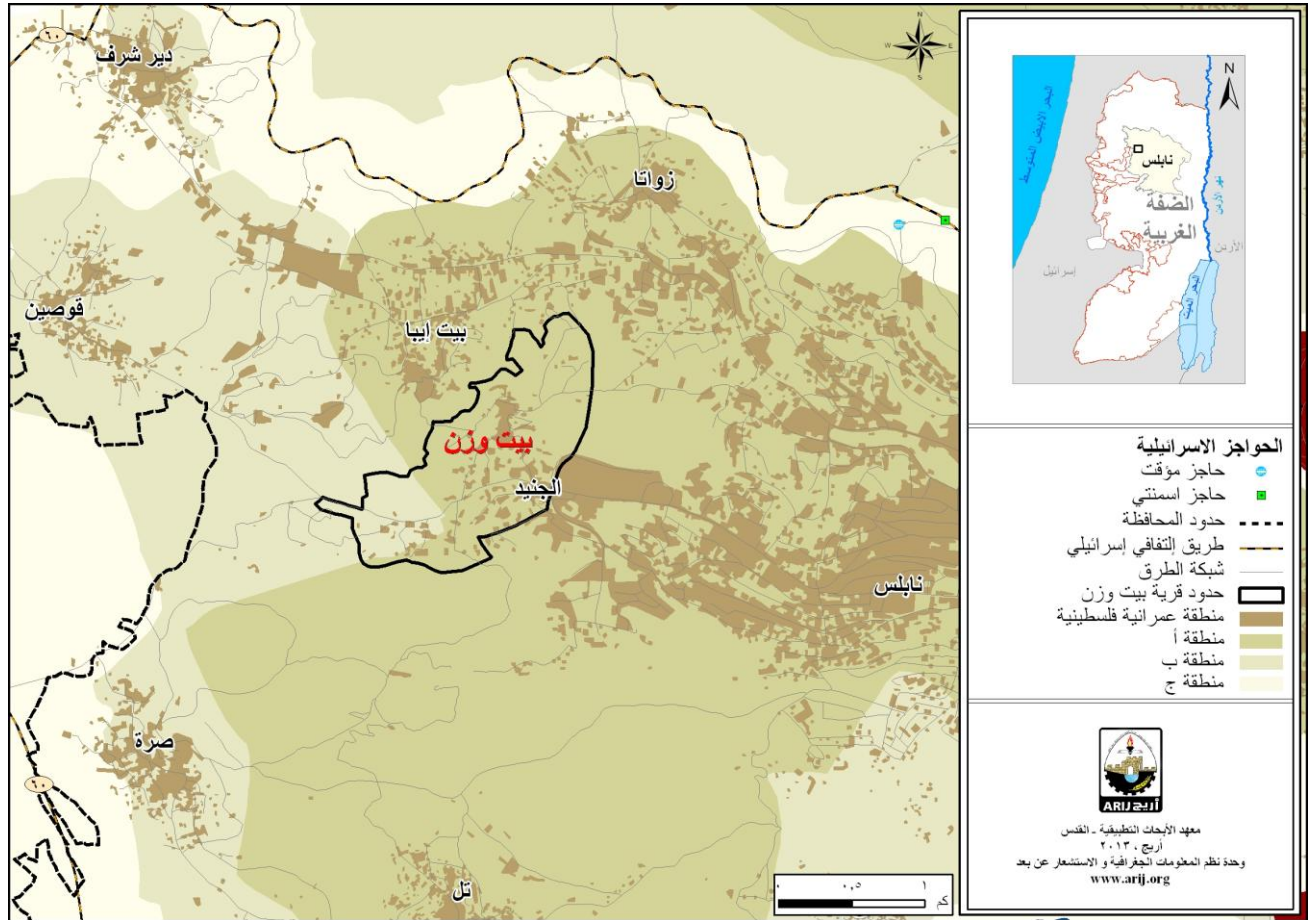 ٦٠
دير شرف
زواتا
قوصين
بيت إيبا
بيت وزن
الجنيد
نابلس
صرة
٦٠
تل
N
W E
S
٠ ٠,٥ ١
كم
N
البحر الابيض المتوسط
نابلس
نهر الأردن
الضفة
الغربية
الأردن
إسرائيل
البحر الميت
الحواجز الاسرائيلية
حاجز مؤقت
حاجز اسمنتي
حدود المحافظة
طريق إلتفافي إسرائيلي
شبكة الطرق
حدود قرية بيت وزن
منطقة عمرانية فلسطينية
منطقة أ
منطقة ب
منطقة ج
أريج ARIJ
معهد الأبحاث التطبيقية ـ القدس
أريج ، ٢٠١٣
وحدة نظم المعلومات الجغرافية و الاستشعار عن بعد
www.arij.org